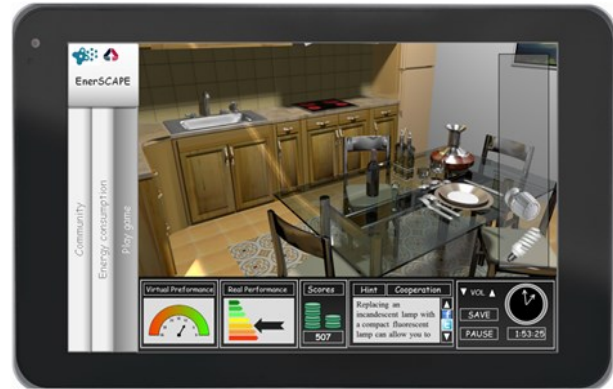 EnerSCAPE
Community
Energy consumption
Play game
Virtual Preformance
Real Performance
Scores
507
Hint Cooperation
Replacing an
incandescent lamp with
a compact fluorescent
lamp can allow you to
▼ VOL ▲
SAVE
PAUSE
1:53:25